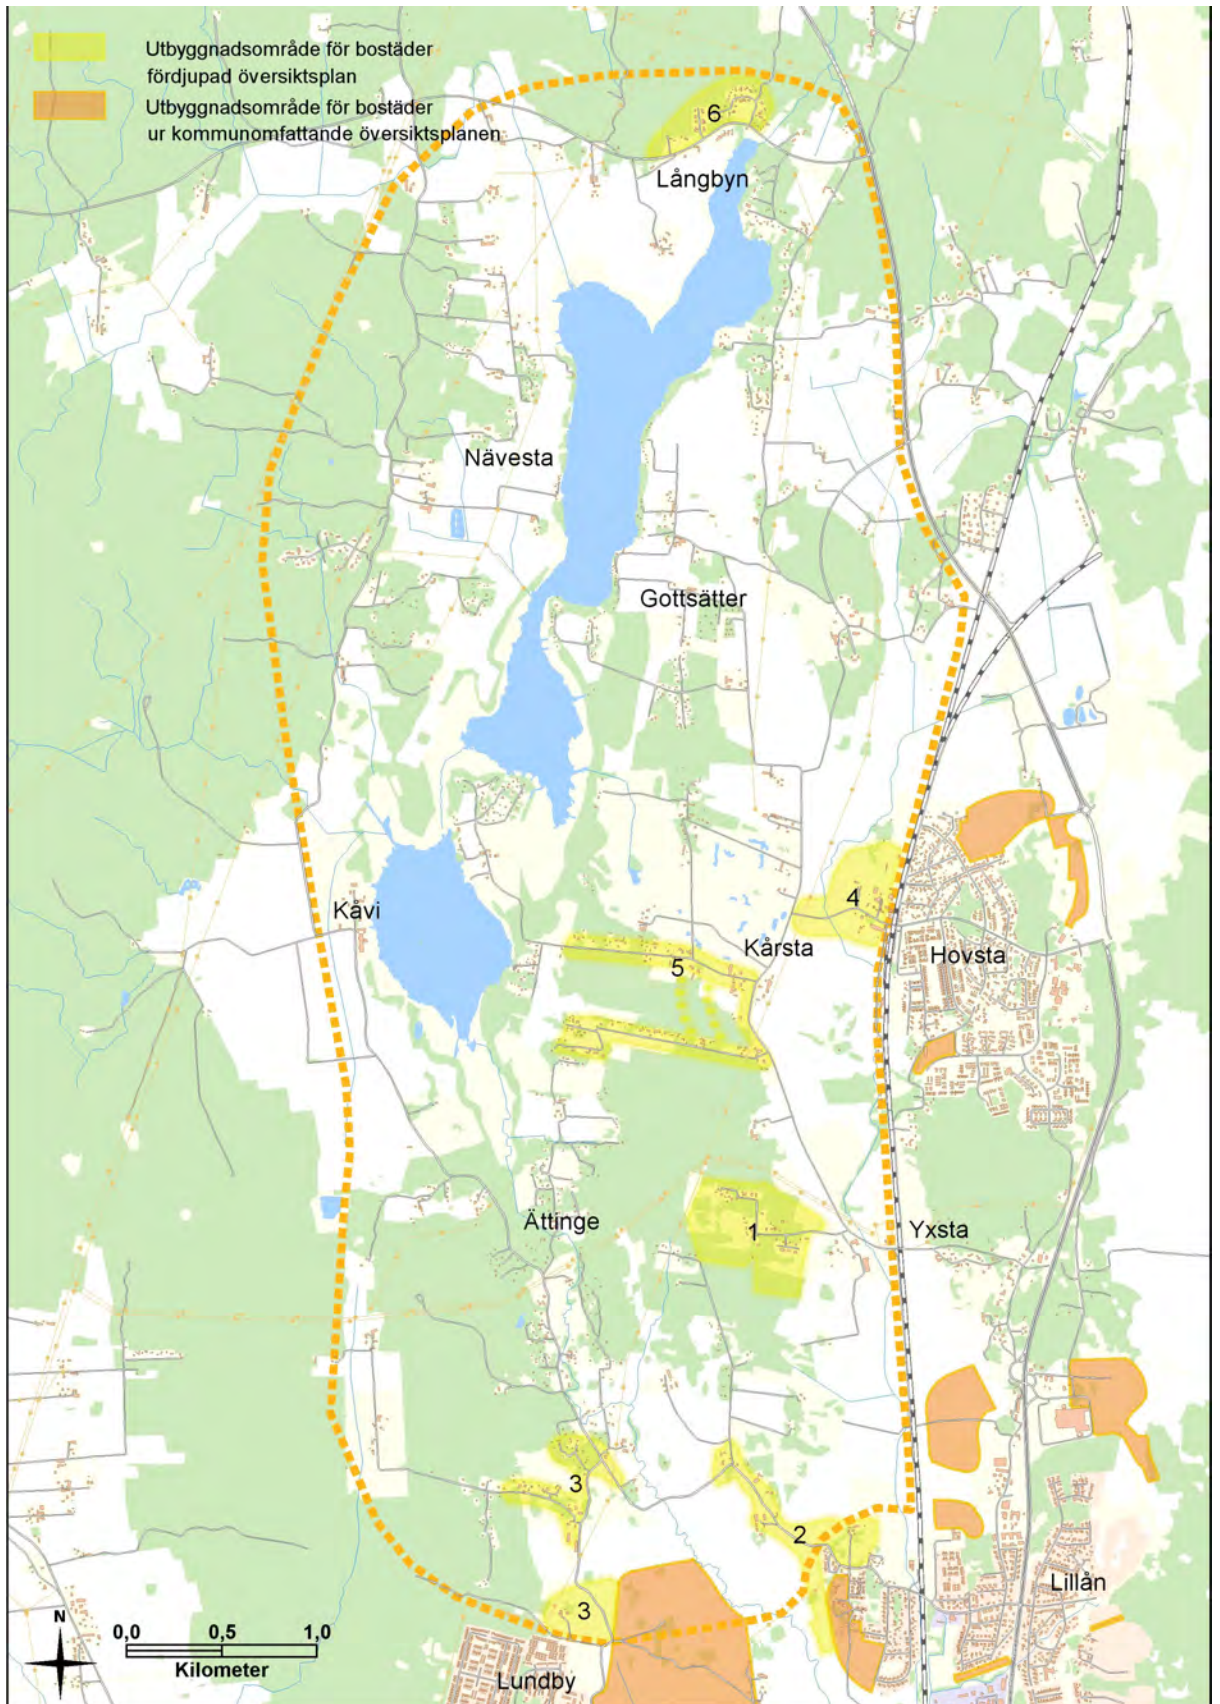 Utbyggnadsområde för bostäder
fördjupad översiktsplan
Utbyggnadsområde för bostäder
ur kommunomfattande översiktsplanen
6
Långbyn
Nävesta
Gottsätter
4
Kåvi
Kårsta
Hovsta
5
Ättinge
1
Yxsta
3
2
Lillån
3
N
0,0 0,5 1,0
Kilometer
Lundby